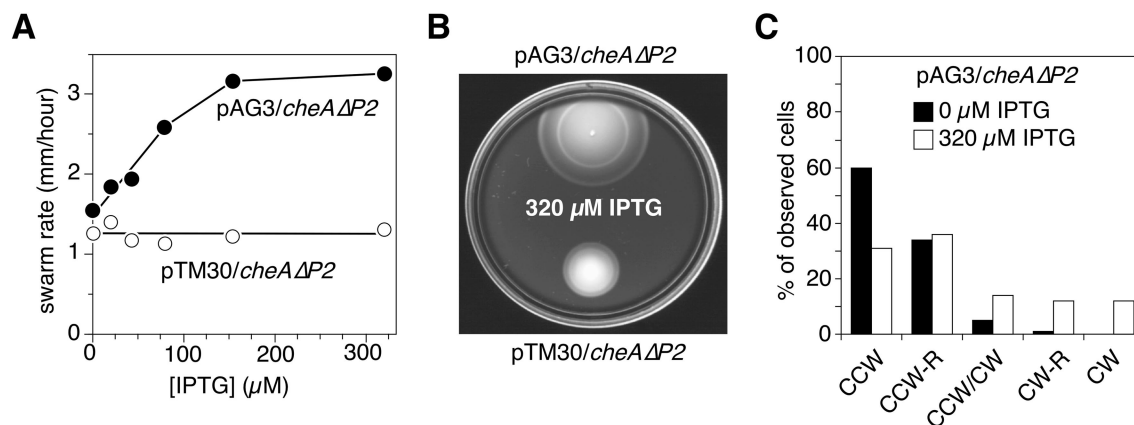 A
swarm rate (mm/hour)
3
2
1
0
pAG3/cheAΔP2
pTM30/cheAΔP2
0
100
200
300
[IPTG] (µM)
B
pAG3/cheAΔP2
320 µM IPTG
pTM30/cheAΔP2
C
% of observed cells
100
80
60
40
20
0
pAG3/cheAΔP2
0 µM IPTG
320 µM IPTG
CCW
CCW-R
CCW/CW
CW-R
CW